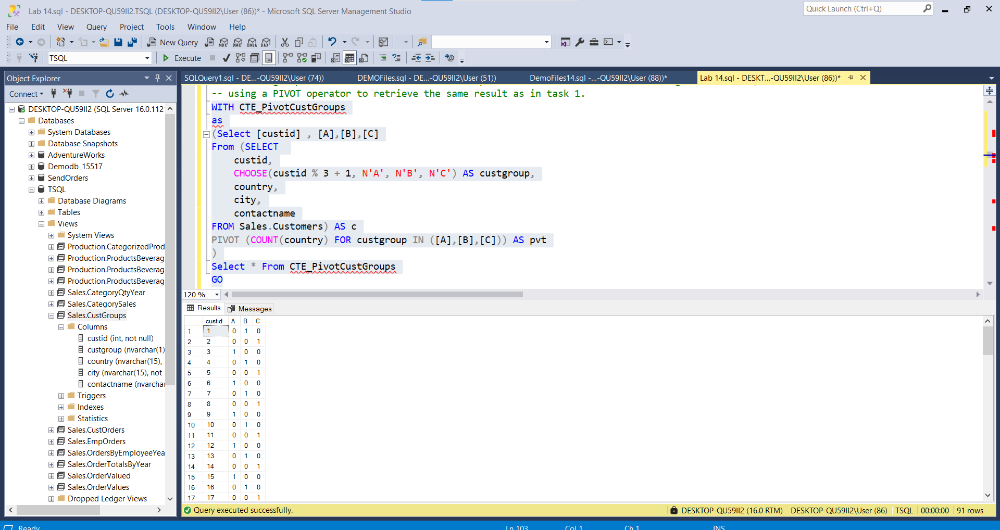 Lab 14.sql - DESKTOP-QU59II2.TSQL (DESKTOP-QU59II2\User (86))* - Microsoft SQL Server Management Studio
Quick Launch (Ctrl+Q)
File Edit View Query Project Tools Window Help
New Query MDX DMX XMLA DAX
TSQL Execute
Object Explorer
Connect
DESKTOP-QU59II2 (SQL Server 16.0.112
Databases
System Databases
Database Snapshots
AdventureWorks
Demodb_15517
SendOrders
TSQL
Database Diagrams
Tables
Views
System Views
Production.CategorizedProd
Production.ProductsBeverag
Production.ProductsBeverag
Production.ProductsBeverag
Sales.CategoryQtyYear
Sales.CategorySales
Sales.CustGroups
Columns
custid (int, not null)
custgroup (nvarchar(1)
country (nvarchar(15),
city (nvarchar(15), not
contactname (nvarchar
Triggers
Indexes
Statistics
Sales.CustOrders
Sales.EmpOrders
Sales.OrdersByEmployeeYea
Sales.OrderTotalsByYear
Sales.OrderValued
Sales.OrderValues
Dropped Ledger Views
SQLQuery1.sql - DE...-QU59II2\User (74)) DEMOFiles.sql - DE...-QU59II2\User (51)) DemoFiles14.sql -...-QU59II2\User (88))* Lab 14.sql - DESKT...-QU59II2\User (86))*
-- using a PIVOT operator to retrieve the same result as in task 1.
WITH CTE_PivotCustGroups
as
(Select [custid] , [A],[B],[C]
From (SELECT
custid,
CHOOSE(custid % 3 + 1, N'A', N'B', N'C') AS custgroup,
country,
city,
contactname
FROM Sales.Customers) AS c
PIVOT (COUNT(country) FOR custgroup IN ([A],[B],[C])) AS pvt
)
Select * From CTE_PivotCustGroups
GO
120 %
Results Messages
custid A B C
1 1 0 1 0
2 2 0 0 1
3 3 1 0 0
4 4 0 1 0
5 5 0 0 1
6 6 1 0 0
7 7 0 1 0
8 8 0 0 1
9 9 1 0 0
10 10 0 1 0
11 11 0 0 1
12 12 1 0 0
13 13 0 1 0
14 14 0 0 1
15 15 1 0 0
16 16 0 1 0
17 17 0 0 1
Query executed successfully. DESKTOP-QU59II2 (16.0 RTM) DESKTOP-QU59II2\User (86) TSQL 00:00:00 91 rows
Ready Ln 103 Col 1 Ch 1 INS